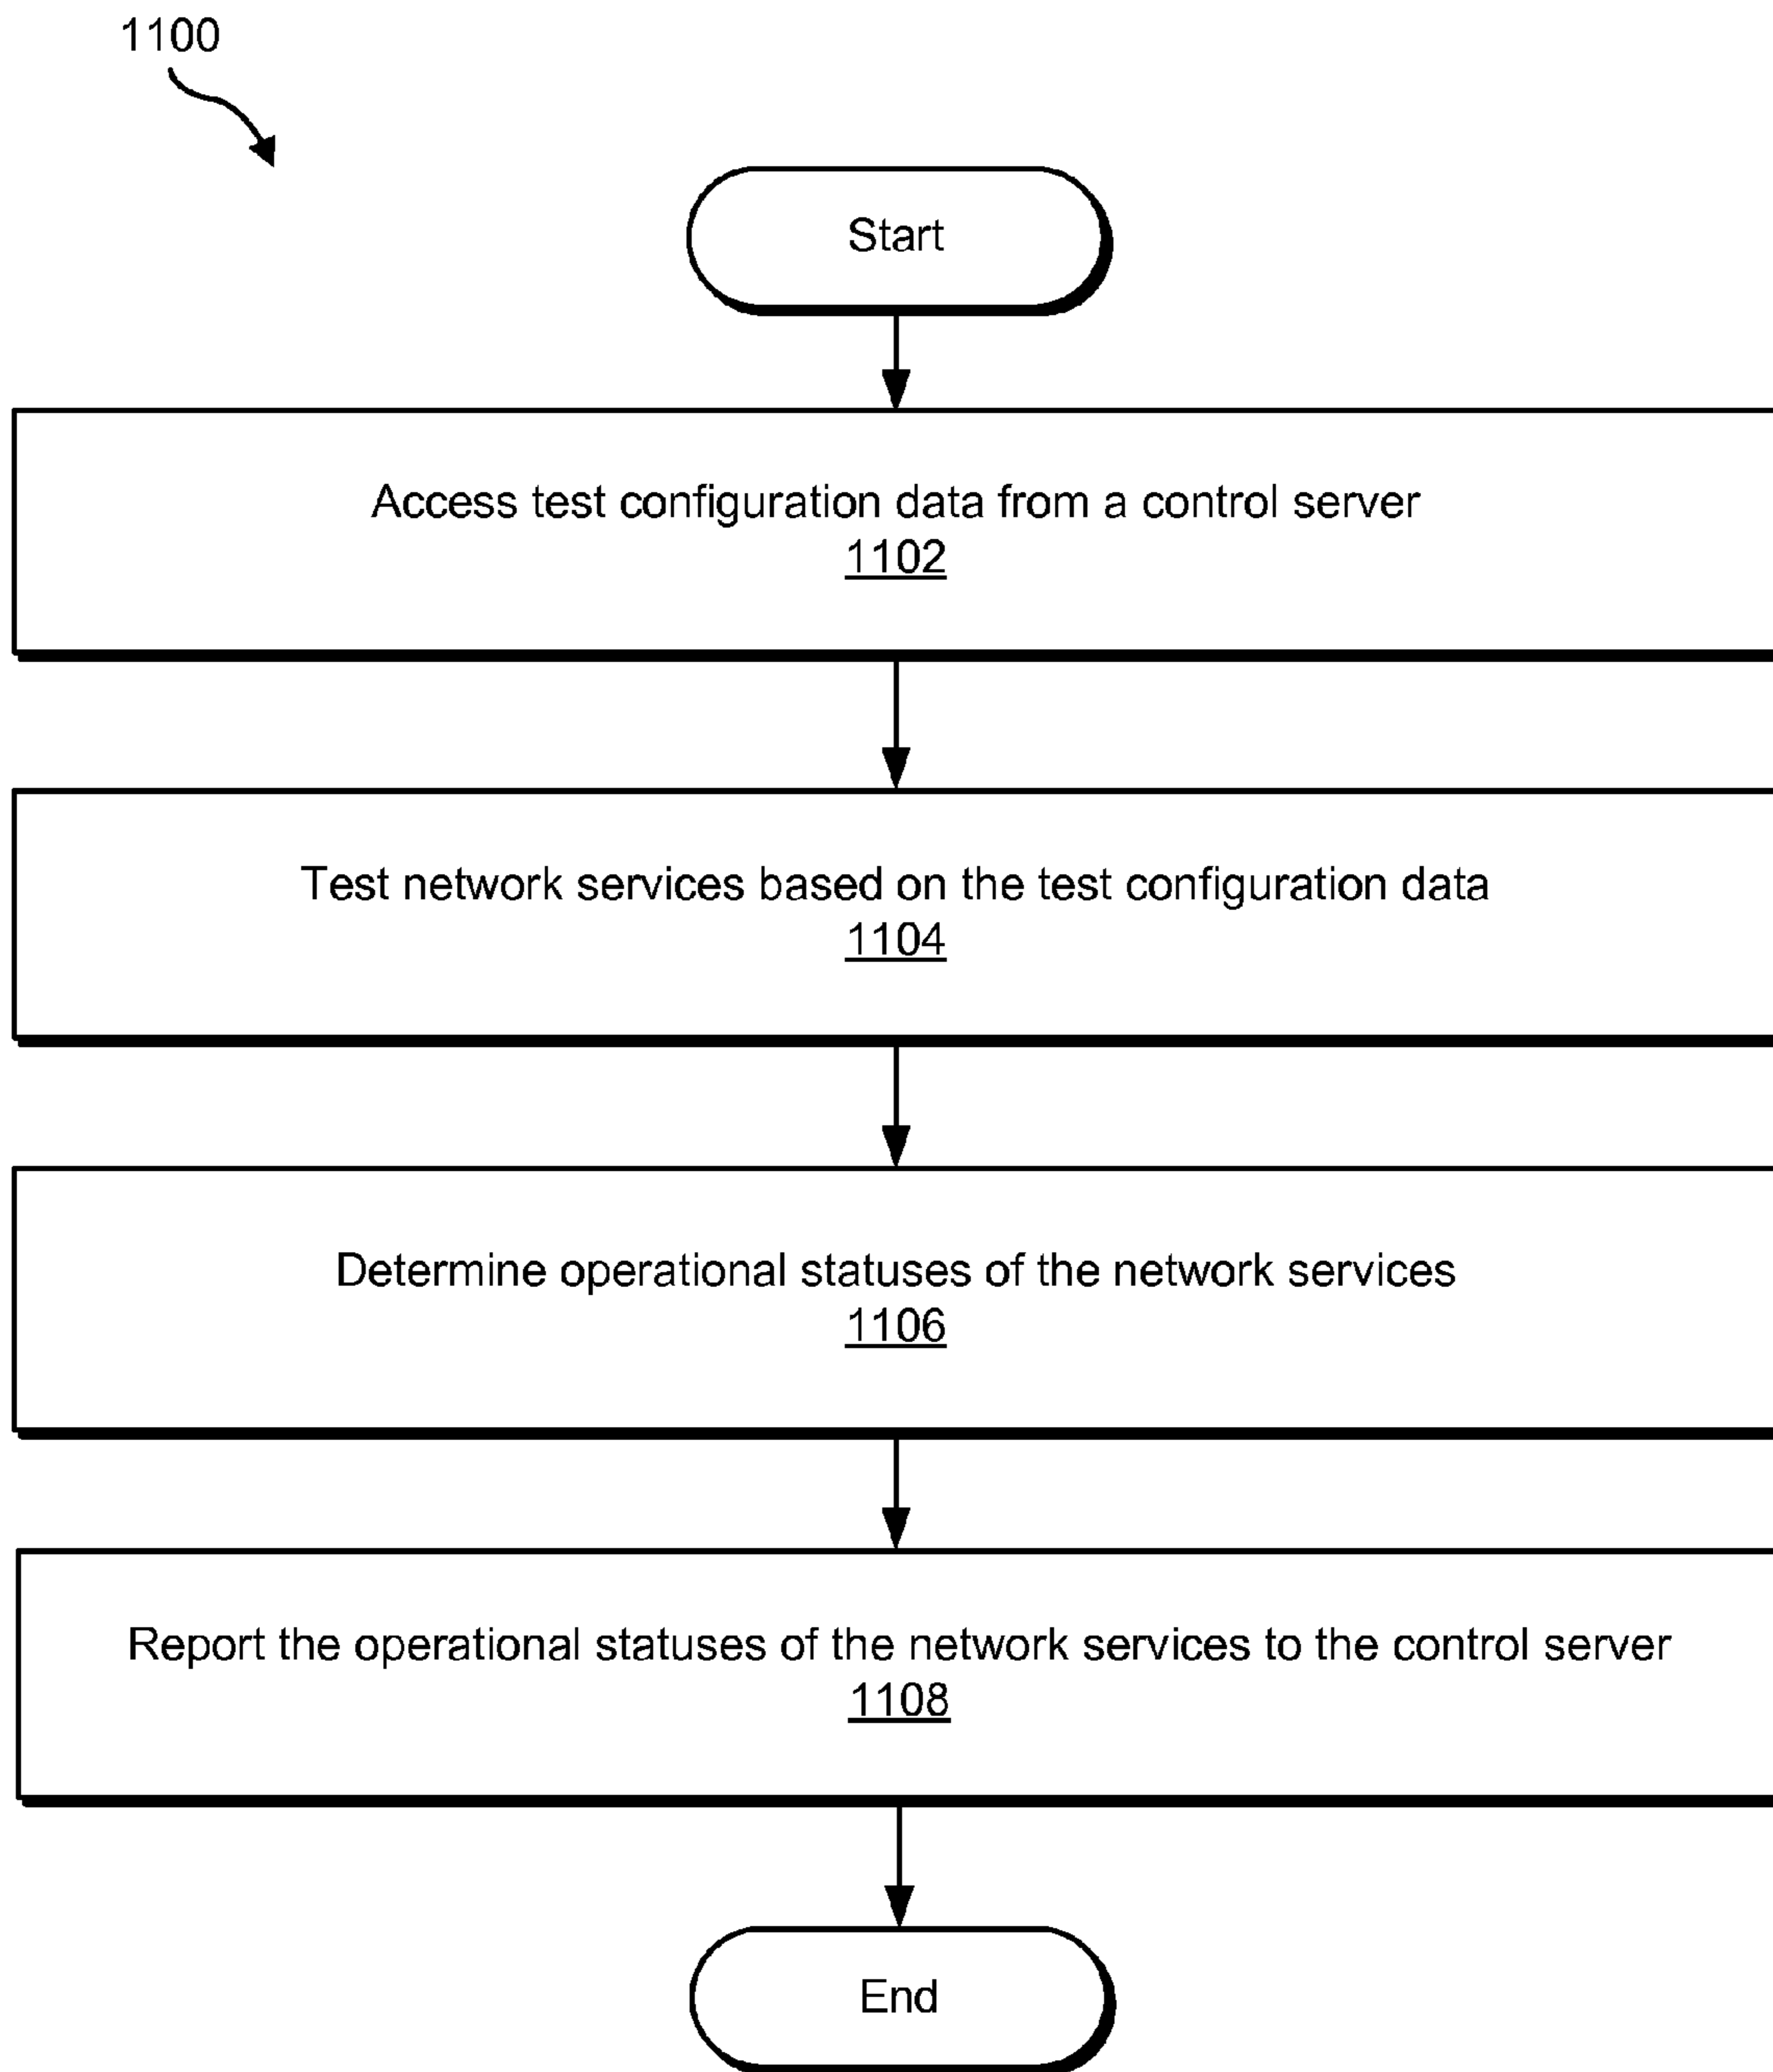 1100
Start
Access test configuration data from a control server
1102
Test network services based on the test configuration data
1104
Determine operational statuses of the network services
1106
Report the operational statuses of the network services to the control server
1108
End